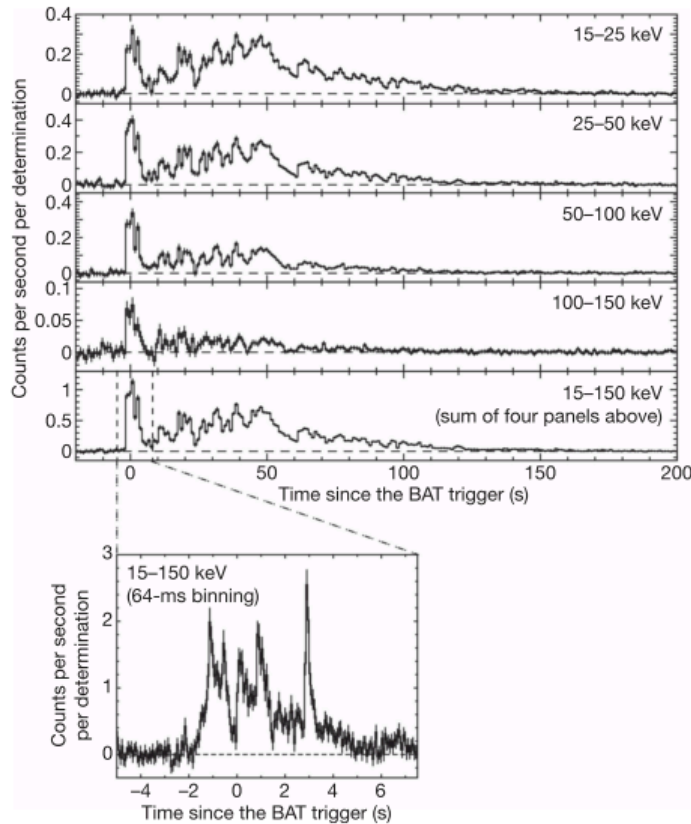 0.4
15–25 keV
0.2
0
0.4
25–50 keV
0.2
0
0.4
50–100 keV
0.2
0
0.1
100–150 keV
0.05
0
1
15–150 keV
(sum of four panels above)
0.5
0
Counts per second per determination
0 50 100 150 200
Time since the BAT trigger (s)
3
15–150 keV
(64-ms binning)
2
1
0
Counts per second
per determination
−4 −2 0 2 4 6
Time since the BAT trigger (s)